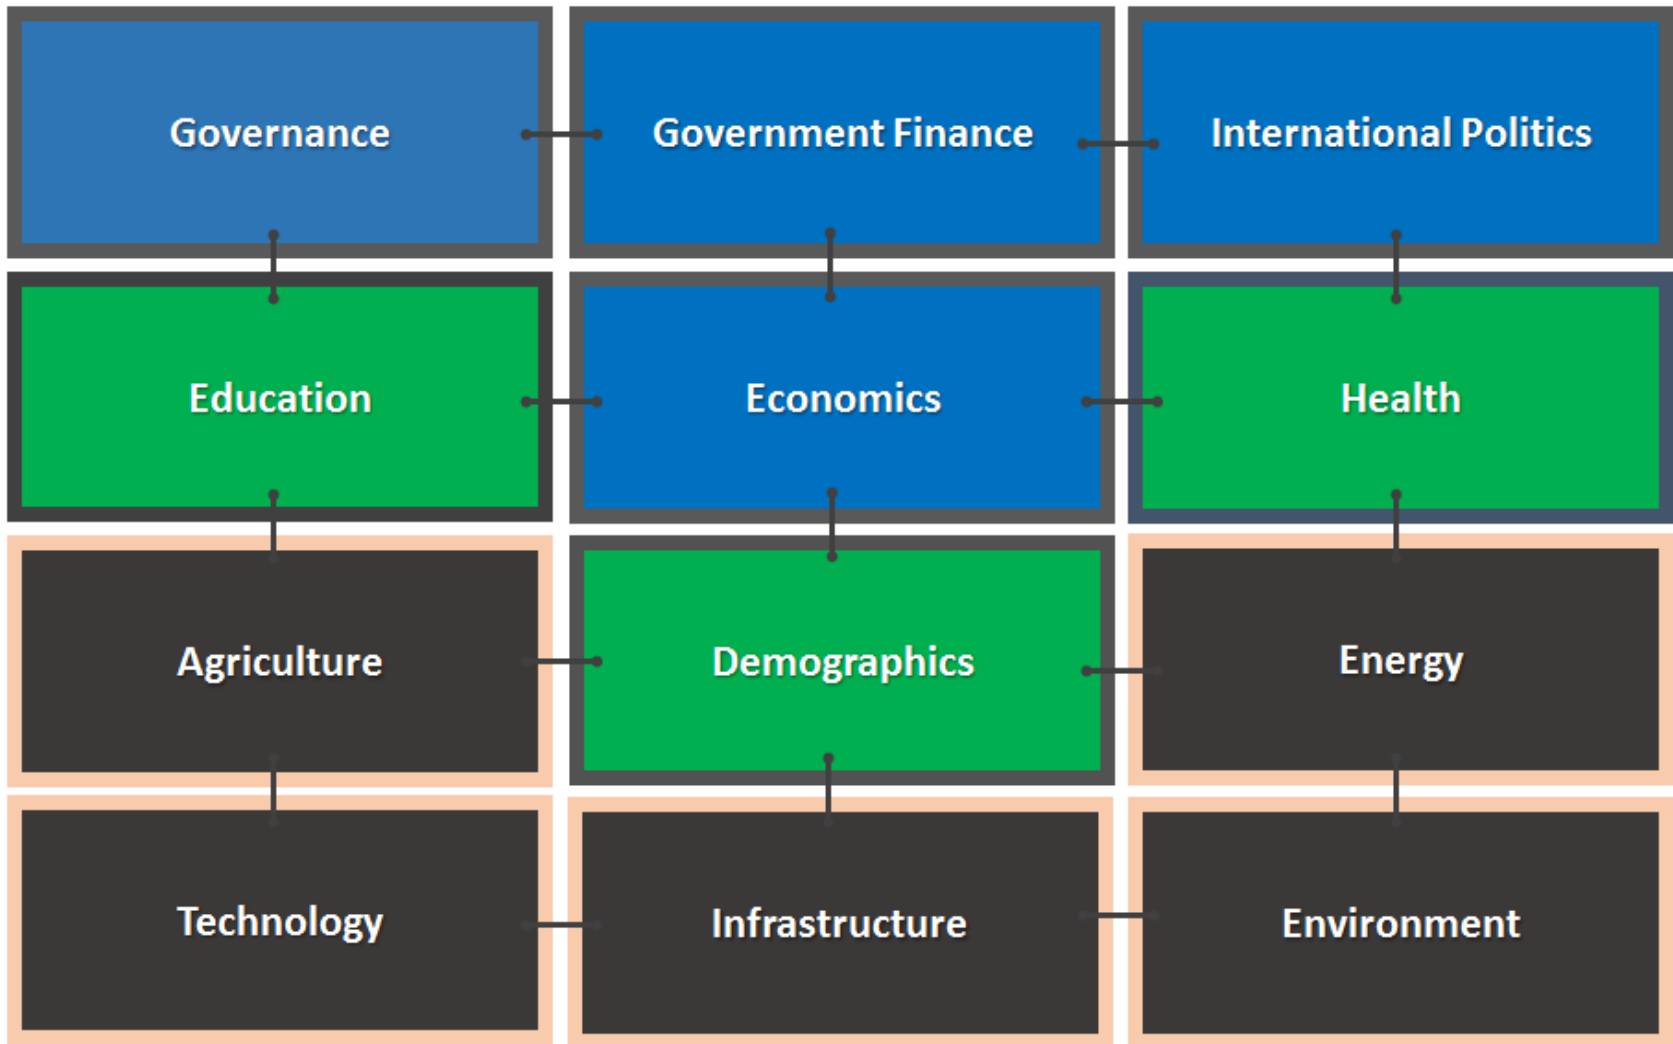 Governance
Government Finance
International Politics
Education
Economics
Health
Agriculture
Demographics
Energy
Technology
Infrastructure
Environment